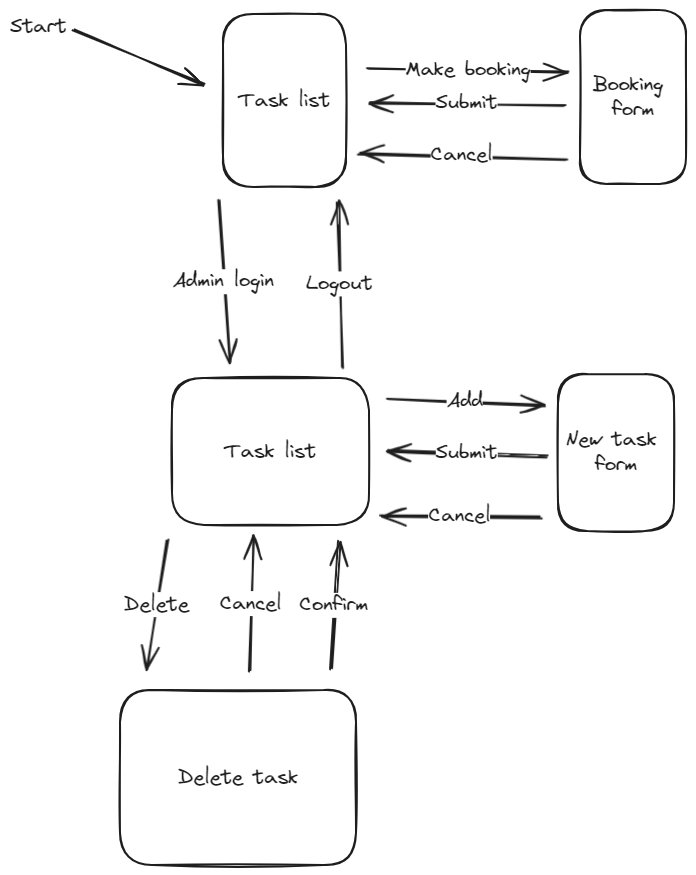 Start
Task list
Make booking
Submit
Cancel
Booking
form
Admin login
Logout
Task list
Add
Submit
Cancel
New task
form
Delete
Cancel
Confirm
Delete task